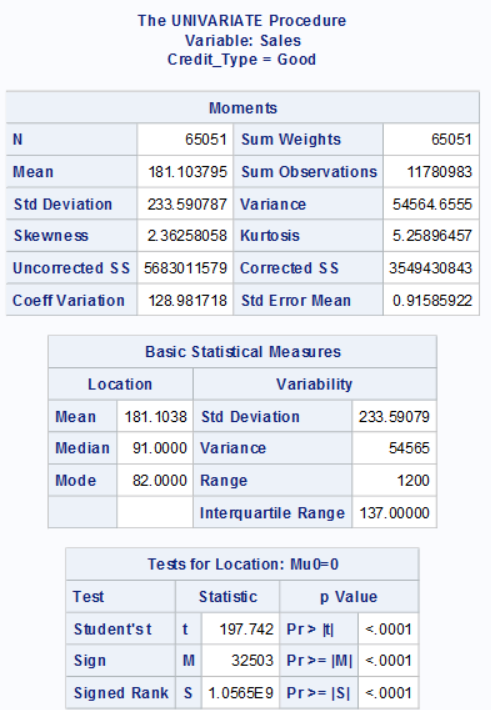 The UNIVARIATE Procedure
Variable: Sales
Credit_Type = Good
Moments
N 65051 Sum Weights 65051
Mean 181.103795 Sum Observations 11780983
Std Deviation 233.590787 Variance 54564.6555
Skewness 2.36258058 Kurtosis 5.25896457
Uncorrected SS 5683011579 Corrected SS 3549430843
Coeff Variation 128.981718 Std Error Mean 0.91585922
Basic Statistical Measures
Location Variability
Mean 181.1038 Std Deviation 233.59079
Median 91.0000 Variance 54565
Mode 82.0000 Range 1200
Interquartile Range 137.00000
Tests for Location: Mu0=0
Test Statistic p Value
Student's t t 197.742 Pr > |t| <.0001
Sign M 32503 Pr >= |M| <.0001
Signed Rank S 1.0565E9 Pr >= |S| <.0001